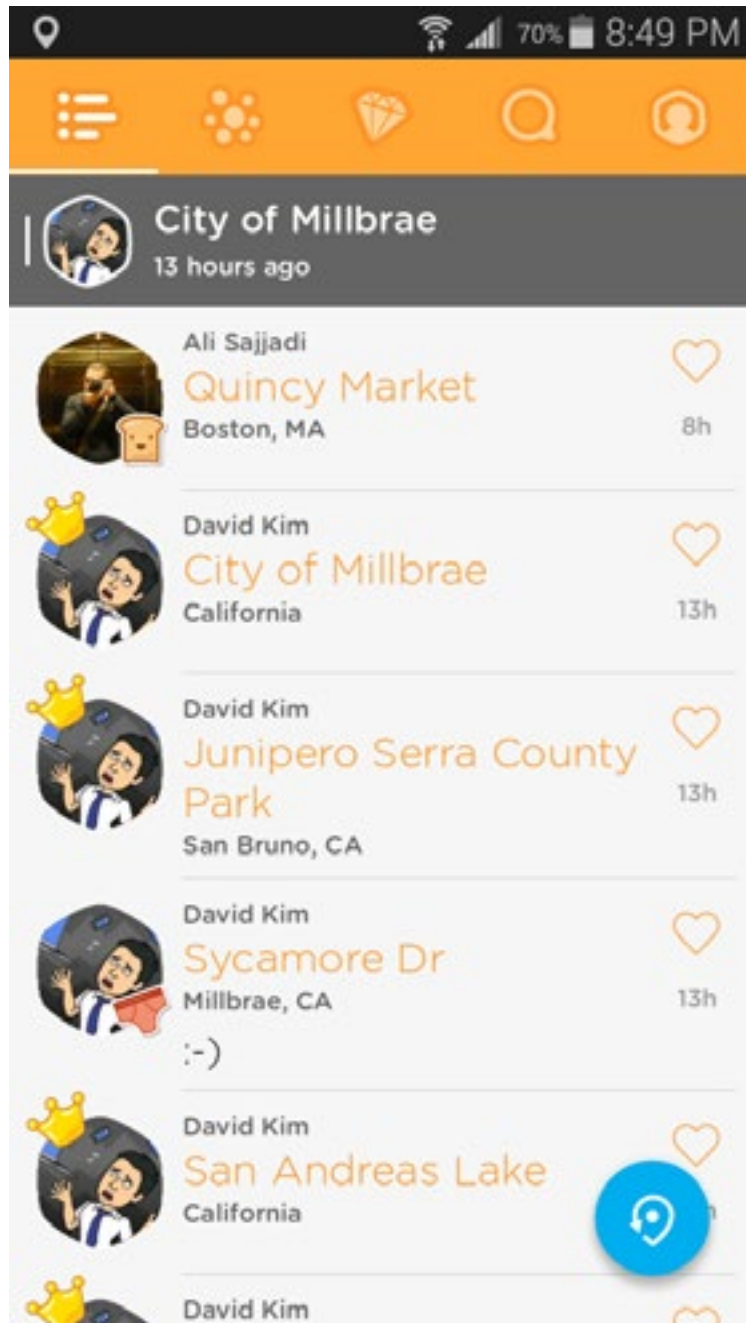 70% 8:49 PM
City of Millbrae
13 hours ago
Ali Sajjadi
Quincy Market
Boston, MA
8h
David Kim
City of Millbrae
California
13h
David Kim
Junipero Serra County
Park
13h
San Bruno, CA
David Kim
Sycamore Dr
Millbrae, CA
13h
:-)
David Kim
San Andreas Lake
California
David Kim